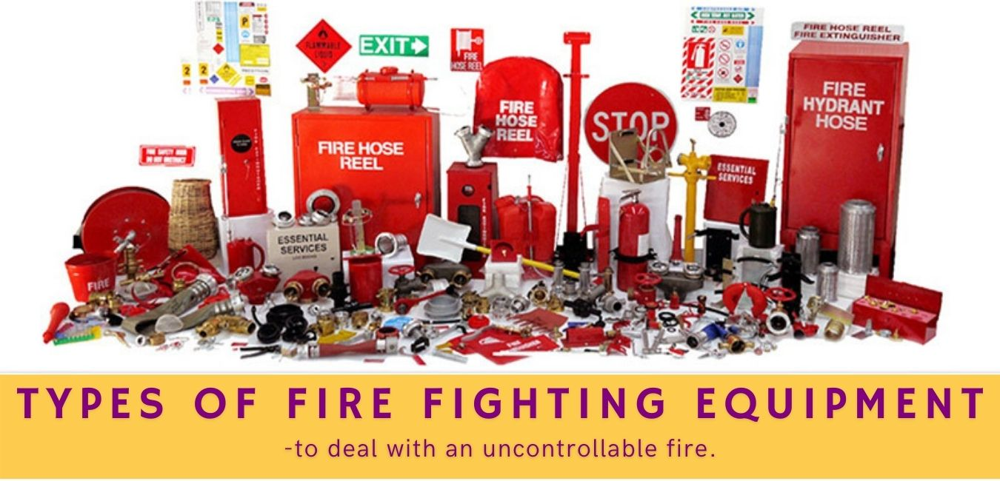 FLAMMABLE
LIQUID
EXIT
FIRE
HOSE REEL
FIRE HOSE REEL
FIRE EXTINGUISHER
FIRE
HYDRANT
HOSE
FIRE
HOSE
REEL
STOP
FIRE HOSE
REEL
FIRE SAFETY DOOR
DO NOT OBSTRUCT
ESSENTIAL
SERVICES
ESSENTIAL
SERVICES
FIRE
TYPES OF FIRE FIGHTING EQUIPMENT
-to deal with an uncontrollable fire.